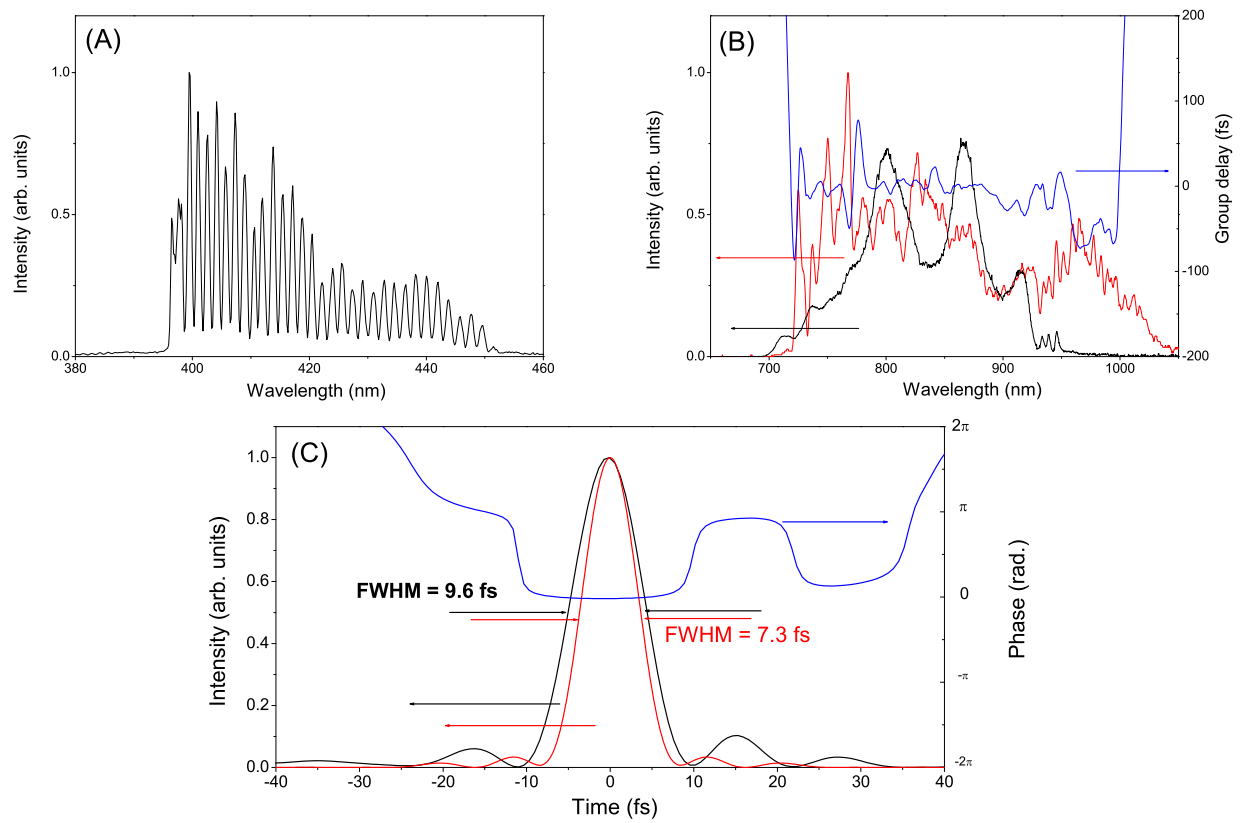 (A)
Intensity (arb. units)
1.0
0.5
0.0
380 400 420 440 460
Wavelength (nm)
(B)
Intensity (arb. units)
1.0
0.5
0.0
700 800 900 1000
Wavelength (nm)
200
100
0
-100
-200
Group delay (fs)
(C)
Intensity (arb. units)
1.0
0.8
0.6
0.4
0.2
0.0
FWHM = 9.6 fs
FWHM = 7.3 fs
-40 -30 -20 -10 0 10 20 30 40
Time (fs)
2π
π
0
-π
-2π
Phase (rad.)